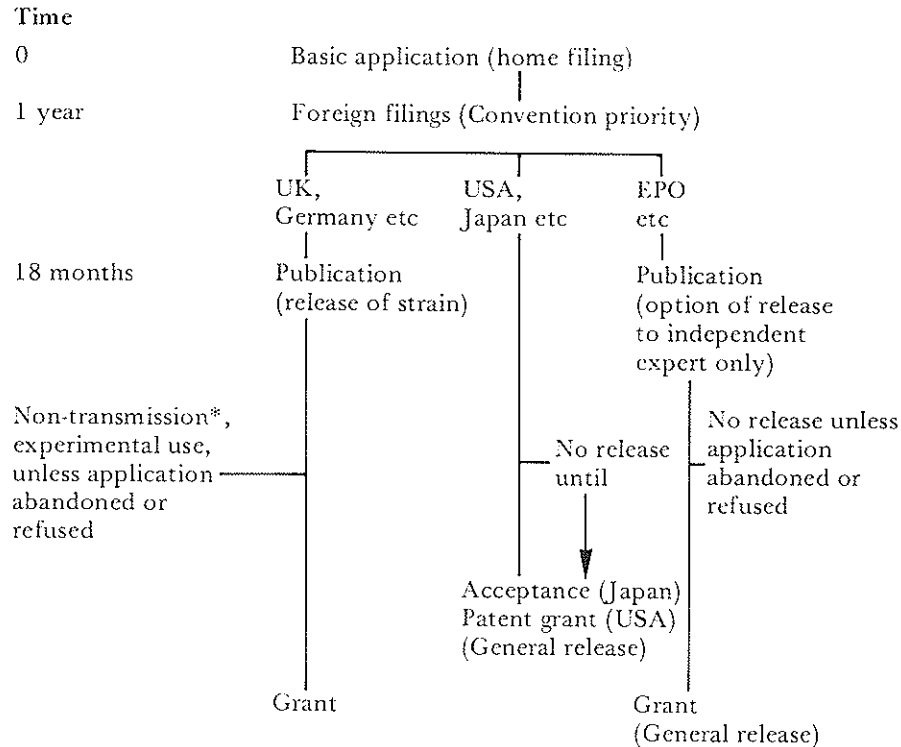 Time
0 Basic application (home filing)
1 year Foreign filings (Convention priority)
UK,
Germany etc
USA,
Japan etc
EPO
etc
18 months
Publication
(release of strain)
Publication
(option of release
to independent
expert only)
Non-transmission*,
experimental use,
unless application
abandoned or
refused
No release
until
No release unless
application
abandoned or
refused
Acceptance (Japan)
Patent grant (USA)
(General release)
Grant
Grant
(General release)